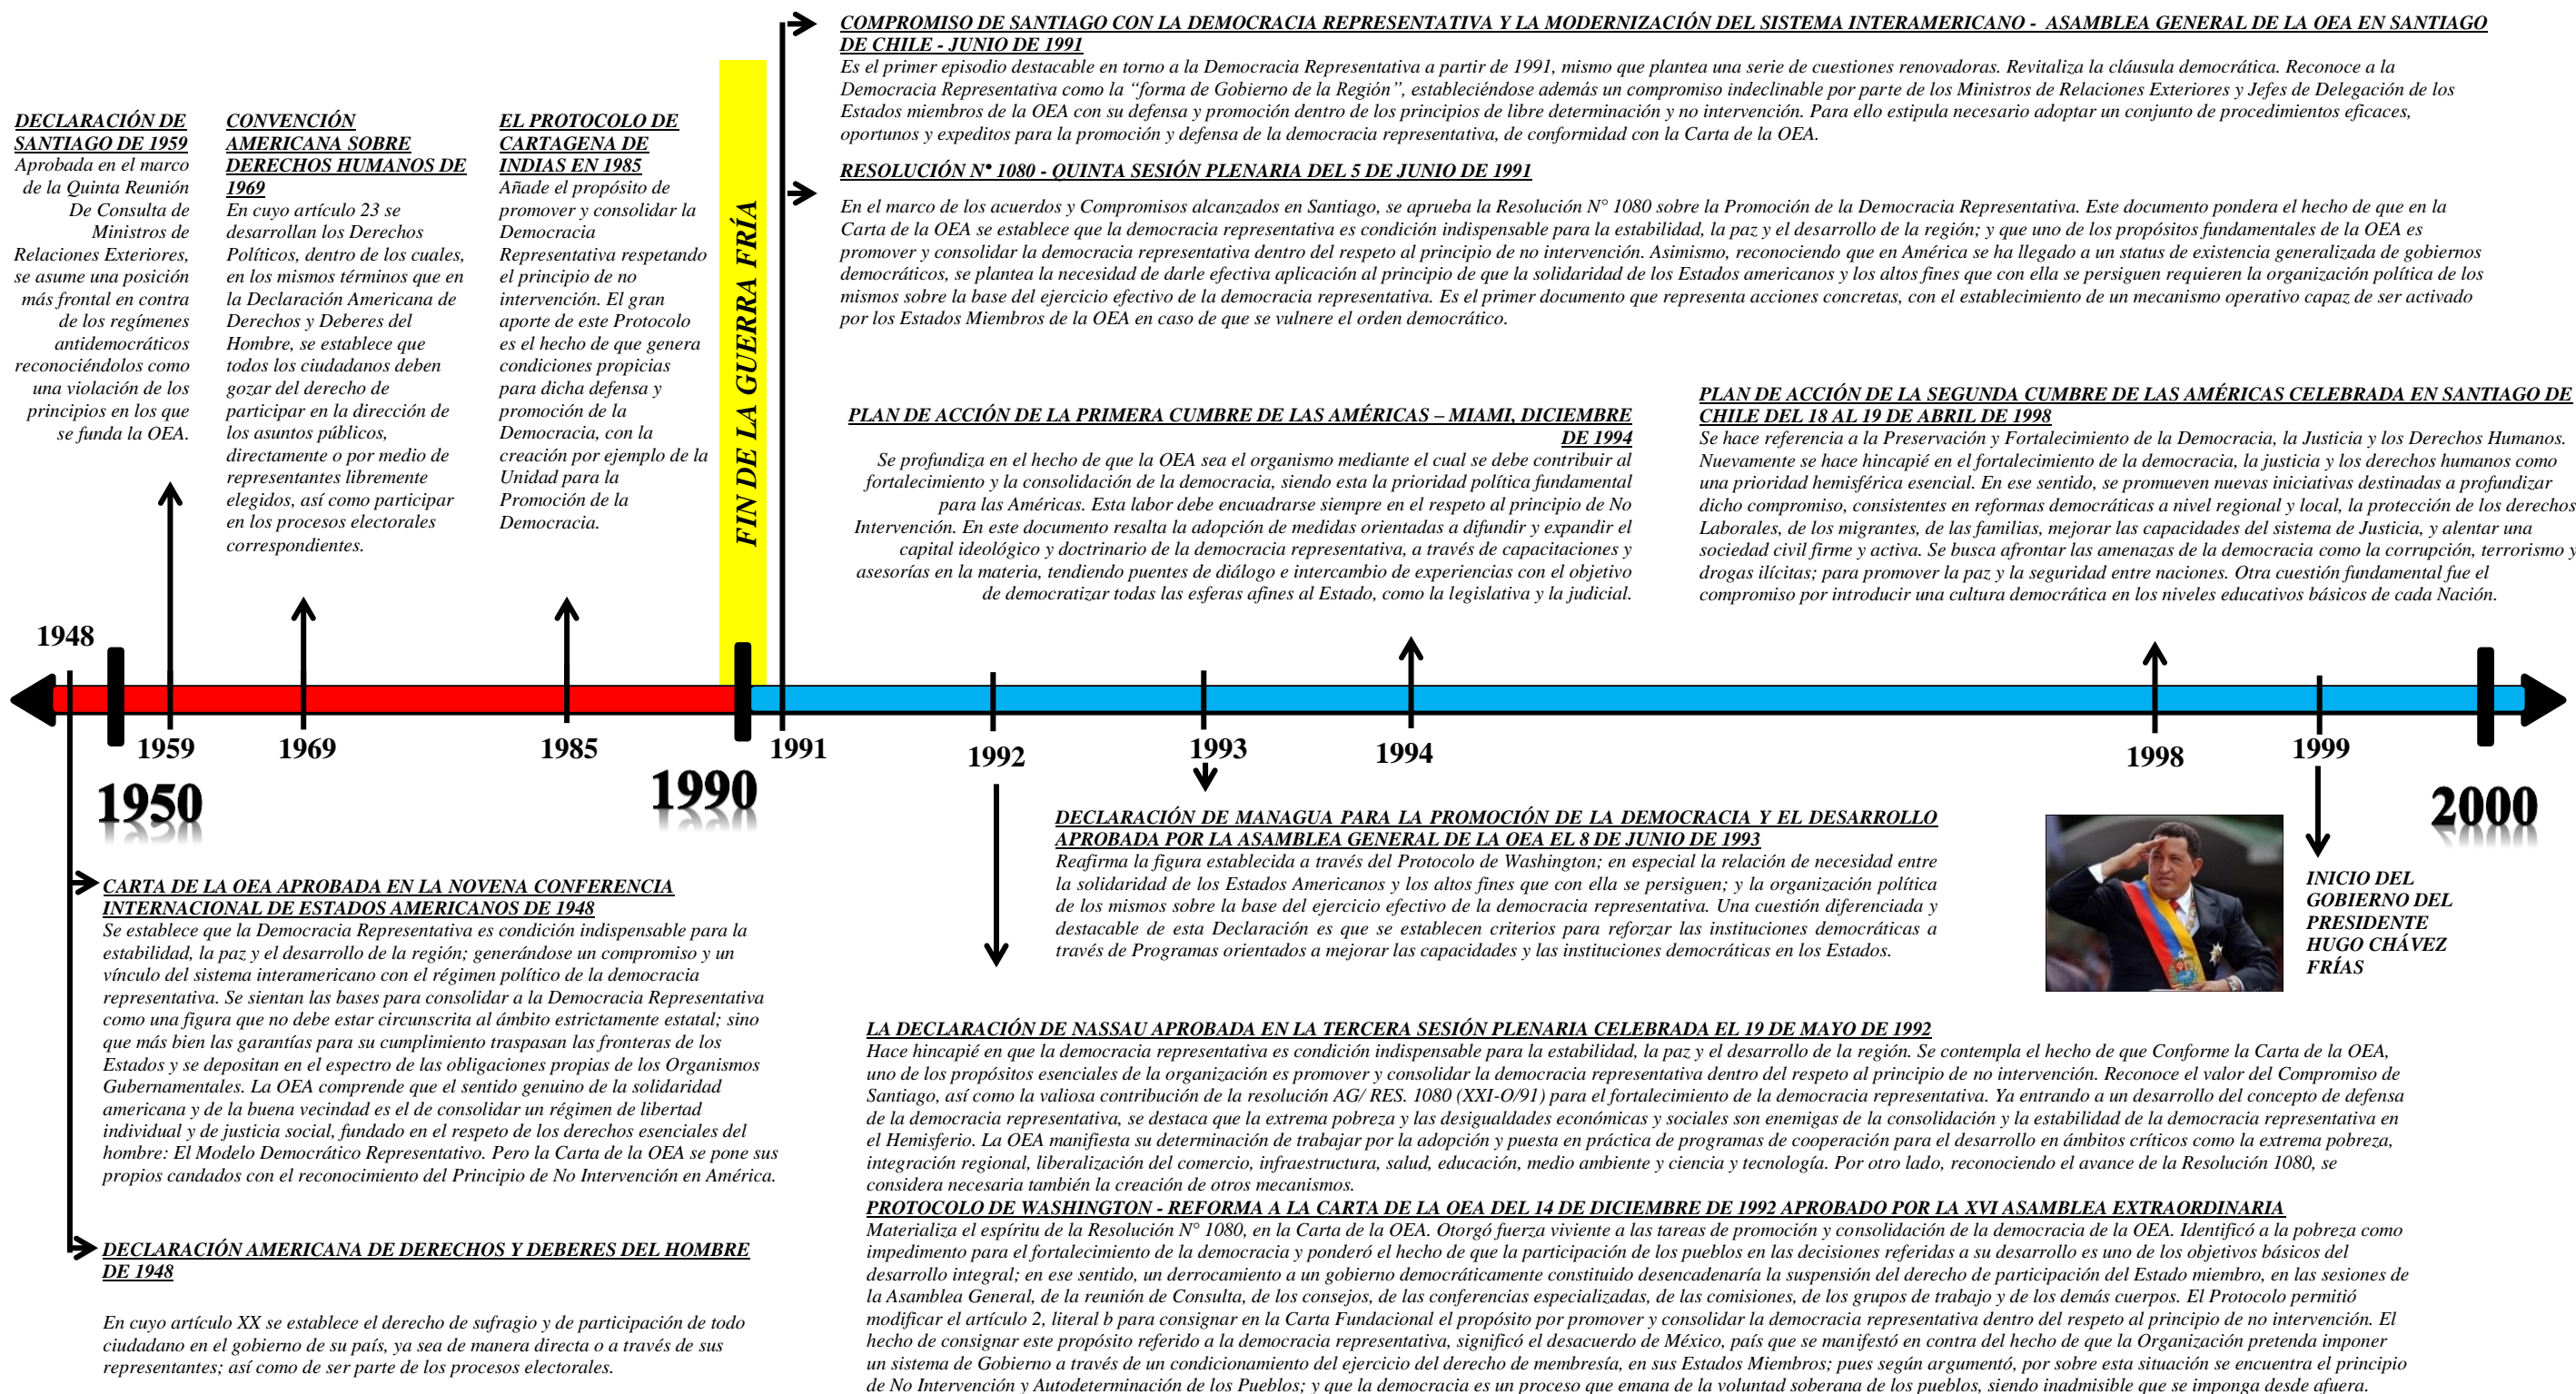 COMPROMISO DE SANTIAGO CON LA DEMOCRACIA REPRESENTATIVA Y LA MODERNIZACIÓN DEL SISTEMA INTERAMERICANO - ASAMBLEA GENERAL DE LA OEA EN SANTIAGO
DE CHILE - JUNIO DE 1991
Es el primer episodio destacable en torno a la Democracia Representativa a partir de 1991, mismo que plantea una serie de cuestiones renovadoras. Revitaliza la cláusula democrática. Reconoce a la
Democracia Representativa como la “forma de Gobierno de la Región”, estableciéndose además un compromiso indeclinable por parte de los Ministros de Relaciones Exteriores y Jefes de Delegación de los
Estados miembros de la OEA con su defensa y promoción dentro de los principios de libre determinación y no intervención. Para ello estipula necesario adoptar un conjunto de procedimientos eficaces,
oportunos y expeditos para la promoción y defensa de la democracia representativa, de conformidad con la Carta de la OEA.
RESOLUCIÓN N° 1080 - QUINTA SESIÓN PLENARIA DEL 5 DE JUNIO DE 1991
En el marco de los acuerdos y Compromisos alcanzados en Santiago, se aprueba la Resolución N° 1080 sobre la Promoción de la Democracia Representativa. Este documento pondera el hecho de que en la
Carta de la OEA se establece que la democracia representativa es condición indispensable para la estabilidad, la paz y el desarrollo de la región; y que uno de los propósitos fundamentales de la OEA es
promover y consolidar la democracia representativa dentro del respeto al principio de no intervención. Asimismo, reconociendo que en América se ha llegado a un status de existencia generalizada de gobiernos
democráticos, se plantea la necesidad de darle efectiva aplicación al principio de que la solidaridad de los Estados americanos y los altos fines que con ella se persiguen requieren la organización política de los
mismos sobre la base del ejercicio efectivo de la democracia representativa. Es el primer documento que representa acciones concretas, con el establecimiento de un mecanismo operativo capaz de ser activado
por los Estados Miembros de la OEA en caso de que se vulnere el orden democrático.
DECLARACIÓN DE
SANTIAGO DE 1959
Aprobada en el marco
de la Quinta Reunión
De Consulta de
Ministros de
Relaciones Exteriores,
se asume una posición
más frontal en contra
de los regímenes
antidemocráticos
reconociéndolos como
una violación de los
principios en los que
se funda la OEA.
CONVENCIÓN
AMERICANA SOBRE
DERECHOS HUMANOS DE
1969
En cuyo artículo 23 se
desarrollan los Derechos
Políticos, dentro de los cuales,
en los mismos términos que en
la Declaración Americana de
Derechos y Deberes del
Hombre, se establece que
todos los ciudadanos deben
gozar del derecho de
participar en la dirección de
los asuntos públicos,
directamente o por medio de
representantes libremente
elegidos, así como participar
en los procesos electorales
correspondientes.
EL PROTOCOLO DE
CARTAGENA DE
INDIAS EN 1985
Añade el propósito de
promover y consolidar la
Democracia
Representativa respetando
el principio de no
intervención. El gran
aporte de este Protocolo
es el hecho de que genera
condiciones propicias
para dicha defensa y
promoción de la
Democracia, con la
creación por ejemplo de la
Unidad para la
Promoción de la
Democracia.
FIN DE LA GUERRA FRÍA
PLAN DE ACCIÓN DE LA PRIMERA CUMBRE DE LAS AMÉRICAS – MIAMI, DICIEMBRE
DE 1994
Se profundiza en el hecho de que la OEA sea el organismo mediante el cual se debe contribuir al
fortalecimiento y la consolidación de la democracia, siendo esta la prioridad política fundamental
para las Américas. Esta labor debe encuadrarse siempre en el respeto al principio de No
Intervención. En este documento resalta la adopción de medidas orientadas a difundir y expandir el
capital ideológico y doctrinario de la democracia representativa, a través de capacitaciones y
asesorías en la materia, tendiendo puentes de diálogo e intercambio de experiencias con el objetivo
de democratizar todas las esferas afines al Estado, como la legislativa y la judicial.
PLAN DE ACCIÓN DE LA SEGUNDA CUMBRE DE LAS AMÉRICAS CELEBRADA EN SANTIAGO DE
CHILE DEL 18 AL 19 DE ABRIL DE 1998
Se hace referencia a la Preservación y Fortalecimiento de la Democracia, la Justicia y los Derechos Humanos.
Nuevamente se hace hincapié en el fortalecimiento de la democracia, la justicia y los derechos humanos como
una prioridad hemisférica esencial. En ese sentido, se promueven nuevas iniciativas destinadas a profundizar
dicho compromiso, consistentes en reformas democráticas a nivel regional y local, la protección de los derechos
Laborales, de los migrantes, de las familias, mejorar las capacidades del sistema de Justicia, y alentar una
sociedad civil firme y activa. Se busca afrontar las amenazas de la democracia como la corrupción, terrorismo y
drogas ilícitas; para promover la paz y la seguridad entre naciones. Otra cuestión fundamental fue el
compromiso por introducir una cultura democrática en los niveles educativos básicos de cada Nación.
1948
1959
1969
1985
1991
1992
1993
1994
1998
1999
1950
1990
2000
DECLARACIÓN DE MANAGUA PARA LA PROMOCIÓN DE LA DEMOCRACIA Y EL DESARROLLO
APROBADA POR LA ASAMBLEA GENERAL DE LA OEA EL 8 DE JUNIO DE 1993
Reafirma la figura establecida a través del Protocolo de Washington; en especial la relación de necesidad entre
la solidaridad de los Estados Americanos y los altos fines que con ella se persiguen; y la organización política
de los mismos sobre la base del ejercicio efectivo de la democracia representativa. Una cuestión diferenciada y
destacable de esta Declaración es que se establecen criterios para reforzar las instituciones democráticas a
través de Programas orientados a mejorar las capacidades y las instituciones democráticas en los Estados.
INICIO DEL
GOBIERNO DEL
PRESIDENTE
HUGO CHÁVEZ
FRÍAS
CARTA DE LA OEA APROBADA EN LA NOVENA CONFERENCIA
INTERNACIONAL DE ESTADOS AMERICANOS DE 1948
Se establece que la Democracia Representativa es condición indispensable para la
estabilidad, la paz y el desarrollo de la región; generándose un compromiso y un
vínculo del sistema interamericano con el régimen político de la democracia
representativa. Se sientan las bases para consolidar a la Democracia Representativa
como una figura que no debe estar circunscrita al ámbito estrictamente estatal; sino
que más bien las garantías para su cumplimiento traspasan las fronteras de los
Estados y se depositan en el espectro de las obligaciones propias de los Organismos
Gubernamentales. La OEA comprende que el sentido genuino de la solidaridad
americana y de la buena vecindad es el de consolidar un régimen de libertad
individual y de justicia social, fundado en el respeto de los derechos esenciales del
hombre: El Modelo Democrático Representativo. Pero la Carta de la OEA se pone sus
propios candados con el reconocimiento del Principio de No Intervención en América.
DECLARACIÓN AMERICANA DE DERECHOS Y DEBERES DEL HOMBRE
DE 1948
En cuyo artículo XX se establece el derecho de sufragio y de participación de todo
ciudadano en el gobierno de su país, ya sea de manera directa o a través de sus
representantes; así como de ser parte de los procesos electorales.
LA DECLARACIÓN DE NASSAU APROBADA EN LA TERCERA SESIÓN PLENARIA CELEBRADA EL 19 DE MAYO DE 1992
Hace hincapié en que la democracia representativa es condición indispensable para la estabilidad, la paz y el desarrollo de la región. Se contempla el hecho de que Conforme la Carta de la OEA,
uno de los propósitos esenciales de la organización es promover y consolidar la democracia representativa dentro del respeto al principio de no intervención. Reconoce el valor del Compromiso de
Santiago, así como la valiosa contribución de la resolución AG/ RES. 1080 (XXI-O/91) para el fortalecimiento de la democracia representativa. Ya entrando a un desarrollo del concepto de defensa
de la democracia representativa, se destaca que la extrema pobreza y las desigualdades económicas y sociales son enemigas de la consolidación y la estabilidad de la democracia representativa en
el Hemisferio. La OEA manifiesta su determinación de trabajar por la adopción y puesta en práctica de programas de cooperación para el desarrollo en ámbitos críticos como la extrema pobreza,
integración regional, liberalización del comercio, infraestructura, salud, educación, medio ambiente y ciencia y tecnología. Por otro lado, reconociendo el avance de la Resolución 1080, se
considera necesaria también la creación de otros mecanismos.
PROTOCOLO DE WASHINGTON - REFORMA A LA CARTA DE LA OEA DEL 14 DE DICIEMBRE DE 1992 APROBADO POR LA XVI ASAMBLEA EXTRAORDINARIA
Materializa el espíritu de la Resolución N° 1080, en la Carta de la OEA. Otorgó fuerza viviente a las tareas de promoción y consolidación de la democracia de la OEA. Identificó a la pobreza como
impedimento para el fortalecimiento de la democracia y ponderó el hecho de que la participación de los pueblos en las decisiones referidas a su desarrollo es uno de los objetivos básicos del
desarrollo integral; en ese sentido, un derrocamiento a un gobierno democráticamente constituido desencadenaría la suspensión del derecho de participación del Estado miembro, en las sesiones de
la Asamblea General, de la reunión de Consulta, de los consejos, de las conferencias especializadas, de las comisiones, de los grupos de trabajo y de los demás cuerpos. El Protocolo permitió
modificar el artículo 2, literal b para consignar en la Carta Fundacional el propósito por promover y consolidar la democracia representativa dentro del respeto al principio de no intervención. El
hecho de consignar este propósito referido a la democracia representativa, significó el desacuerdo de México, país que se manifestó en contra del hecho de que la Organización pretenda imponer
un sistema de Gobierno a través de un condicionamiento del ejercicio del derecho de membresía, en sus Estados Miembros; pues según argumentó, por sobre esta situación se encuentra el principio
de No Intervención y Autodeterminación de los Pueblos; y que la democracia es un proceso que emana de la voluntad soberana de los pueblos, siendo inadmisible que se imponga desde afuera.